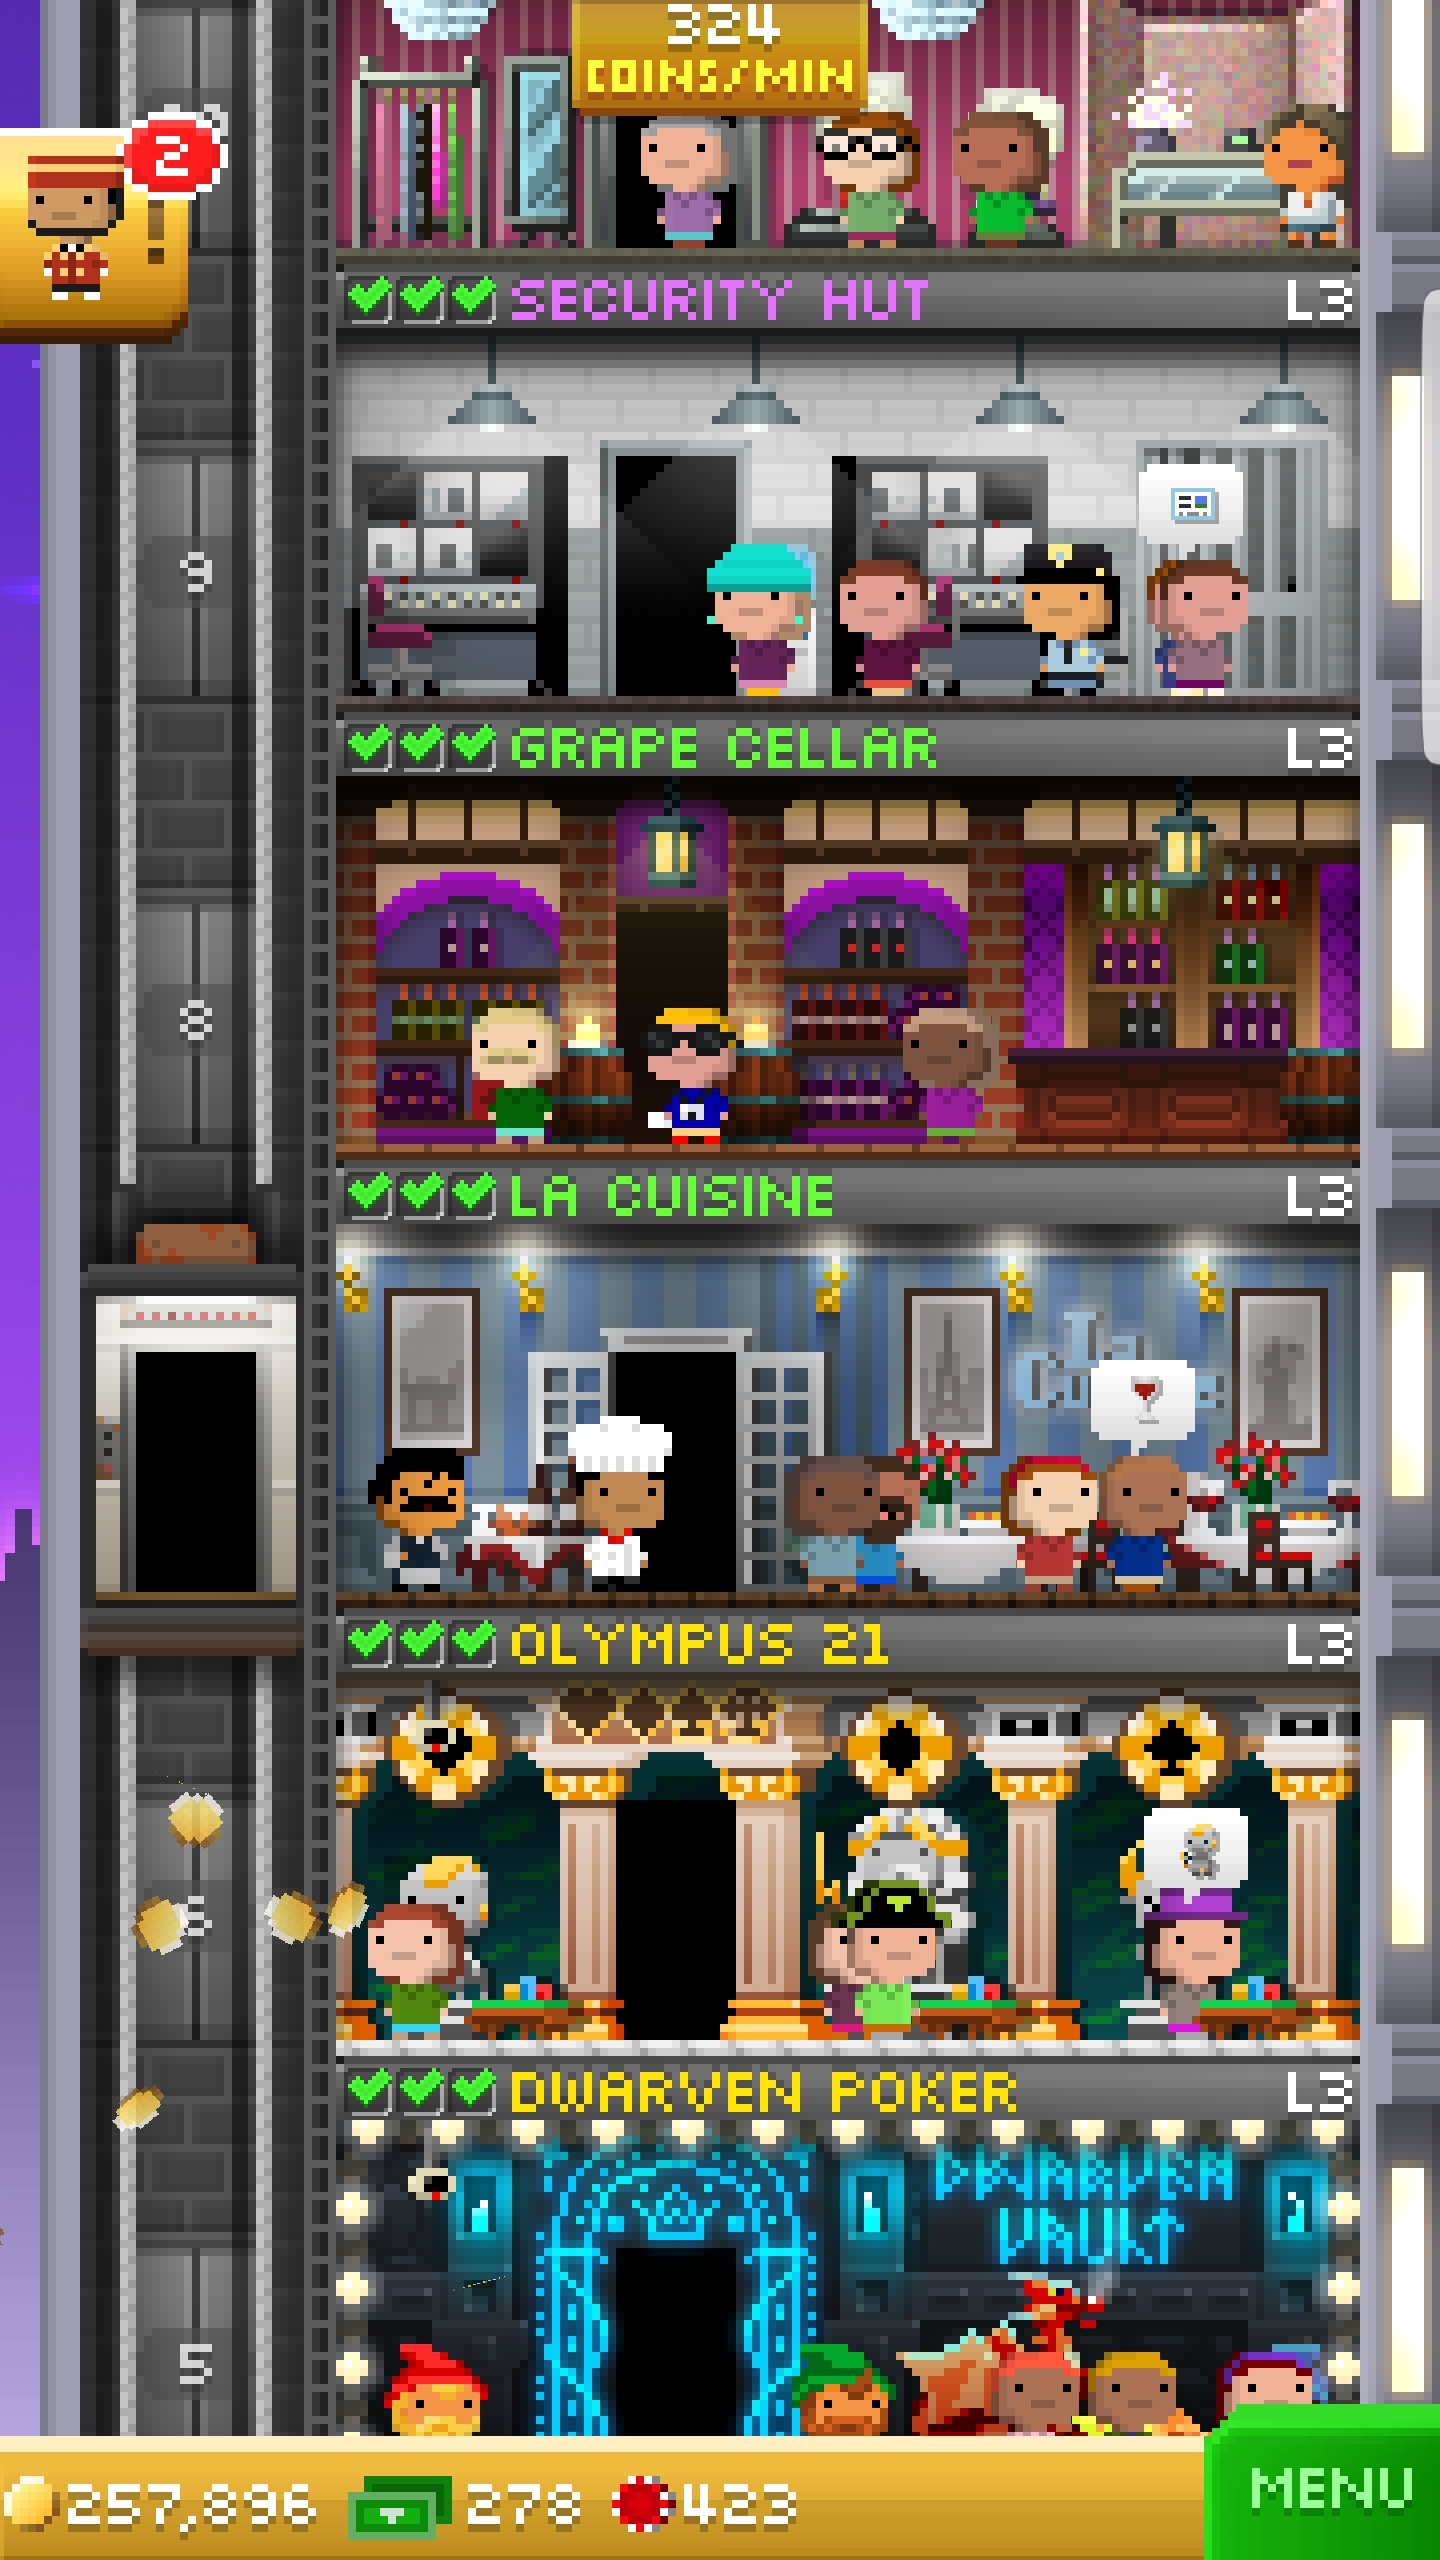 324
COINS/MIN
2
SECURITY HUT L3
9
GRAPE CELLAR L3
8
LA CUISINE L3
La
OLYMPUS 21 L3
DWARVEN POKER L3
DWARVEN
VAULT
5
257,896 278 423
MENU